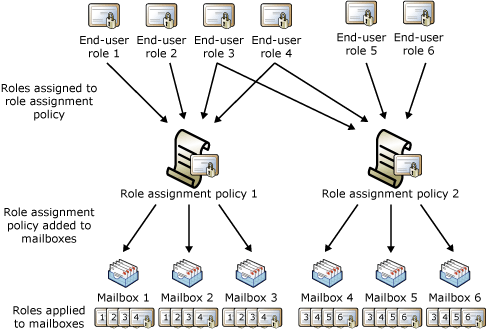 End-user role 1
End-user role 2
End-user role 3
End-user role 4
End-user role 5
End-user role 6
Roles assigned to
role assignment
policy
Role assignment policy 1
Role assignment policy 2
Role assignment
policy added to
mailboxes
Mailbox 1
Mailbox 2
Mailbox 3
Mailbox 4
Mailbox 5
Mailbox 6
Roles applied
to mailboxes
1 2 3 4
1 2 3 4
1 2 3 4
3 4 5 6
3 4 5 6
3 4 5 6